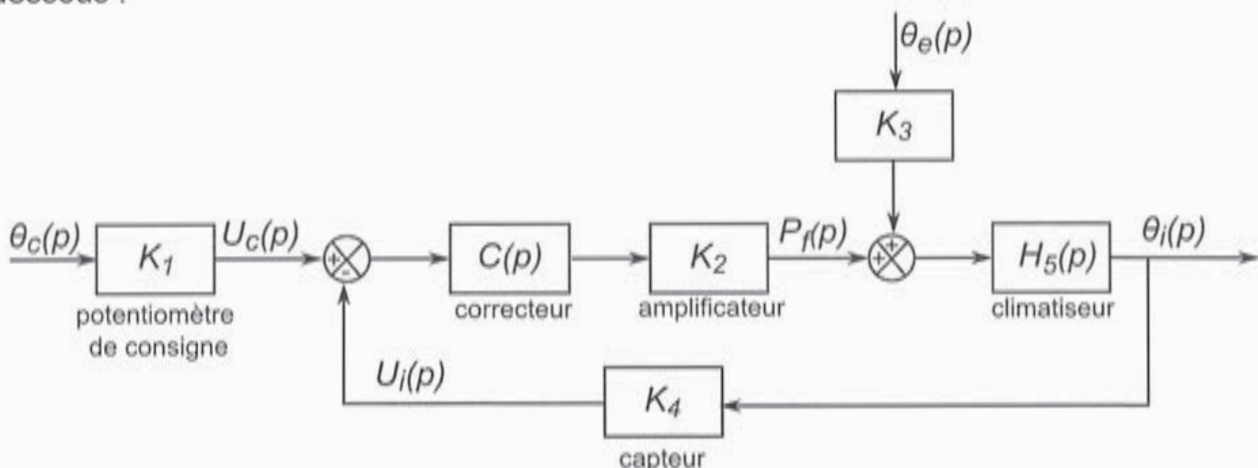 θe(p)
K3
θc(p)
K1
Uc(p)
+
-
C(p)
K2
Pf(p)
+
+
H5(p)
θi(p)
potentiomètre
de consigne
correcteur
amplificateur
climatiseur
Ui(p)
K4
capteur